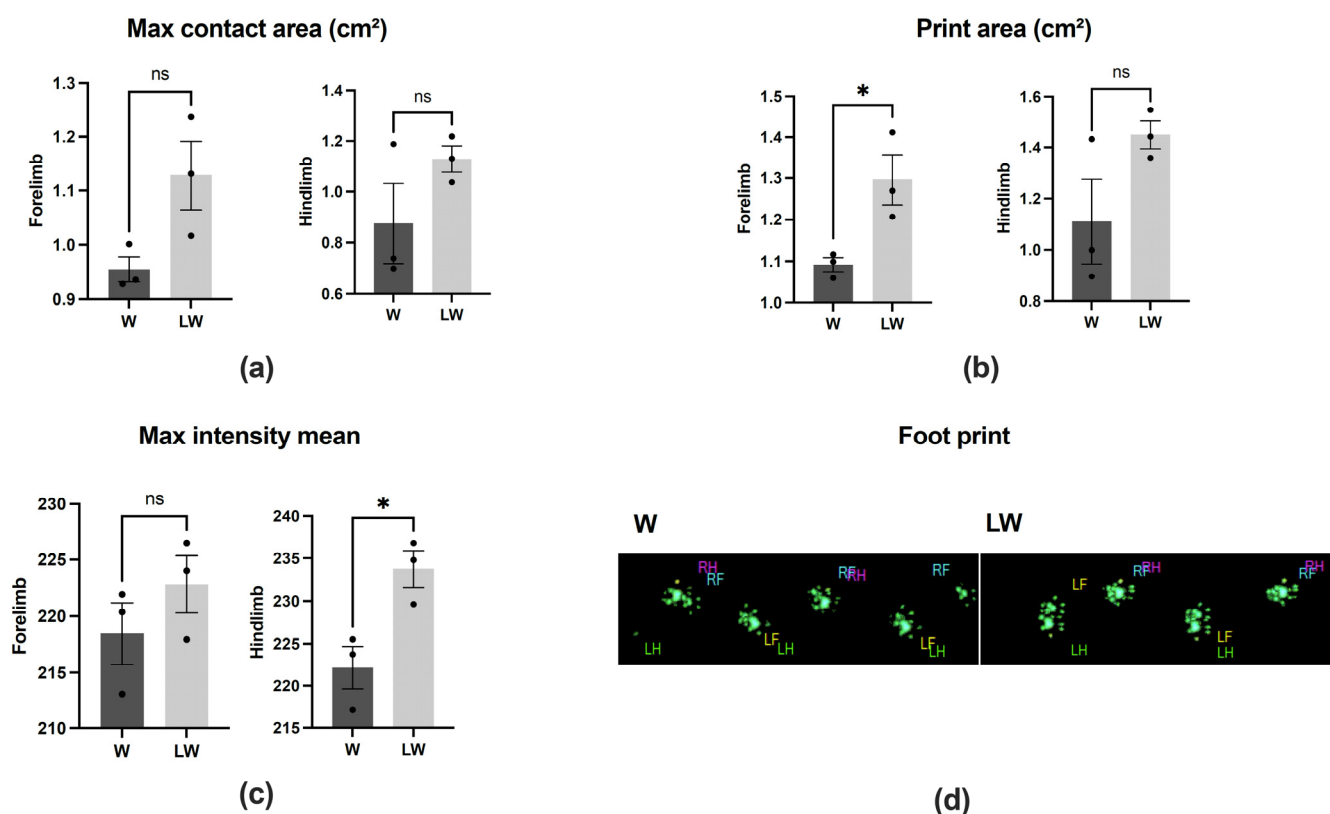 Max contact area (cm²)
Print area (cm²)
Forelimb
1.3
1.2
1.1
1.0
0.9
ns
W
LW
Hindlimb
1.4
1.2
1.0
0.8
0.6
ns
W
LW
Forelimb
1.5
1.4
1.3
1.2
1.1
1.0
*
W
LW
Hindlimb
1.6
1.4
1.2
1.0
0.8
ns
W
LW
(a)
(b)
Max intensity mean
Foot print
Forelimb
230
225
220
215
210
ns
W
LW
Hindlimb
240
235
230
225
220
215
*
W
LW
W
LW
RH
RF
LH
LF
LH
RF
RH
LF
LH
RF
LF
LH
RF
RH
LF
LH
RF
RH
(c)
(d)